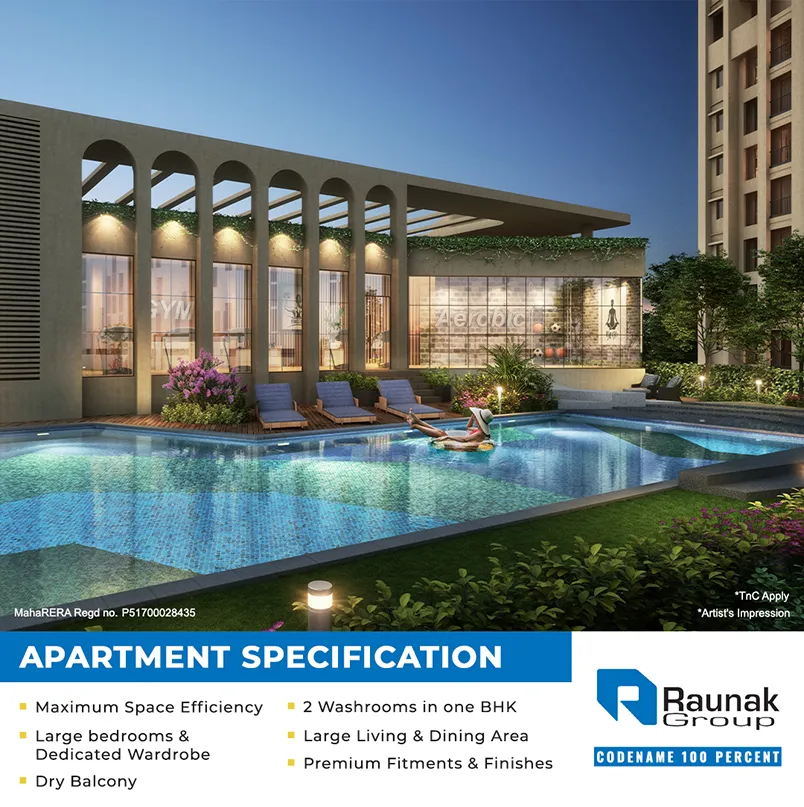 GYM
Aerobic
*TnC Apply
MahaRERA Regd no. P51700028435
*Artist's Impression
APARTMENT SPECIFICATION
Maximum Space Efficiency
Large bedrooms &
Dedicated Wardrobe
Dry Balcony
2 Washrooms in one BHK
Large Living & Dining Area
Premium Fitments & Finishes
Raunak
Group
CODENAME 100 PERCENT